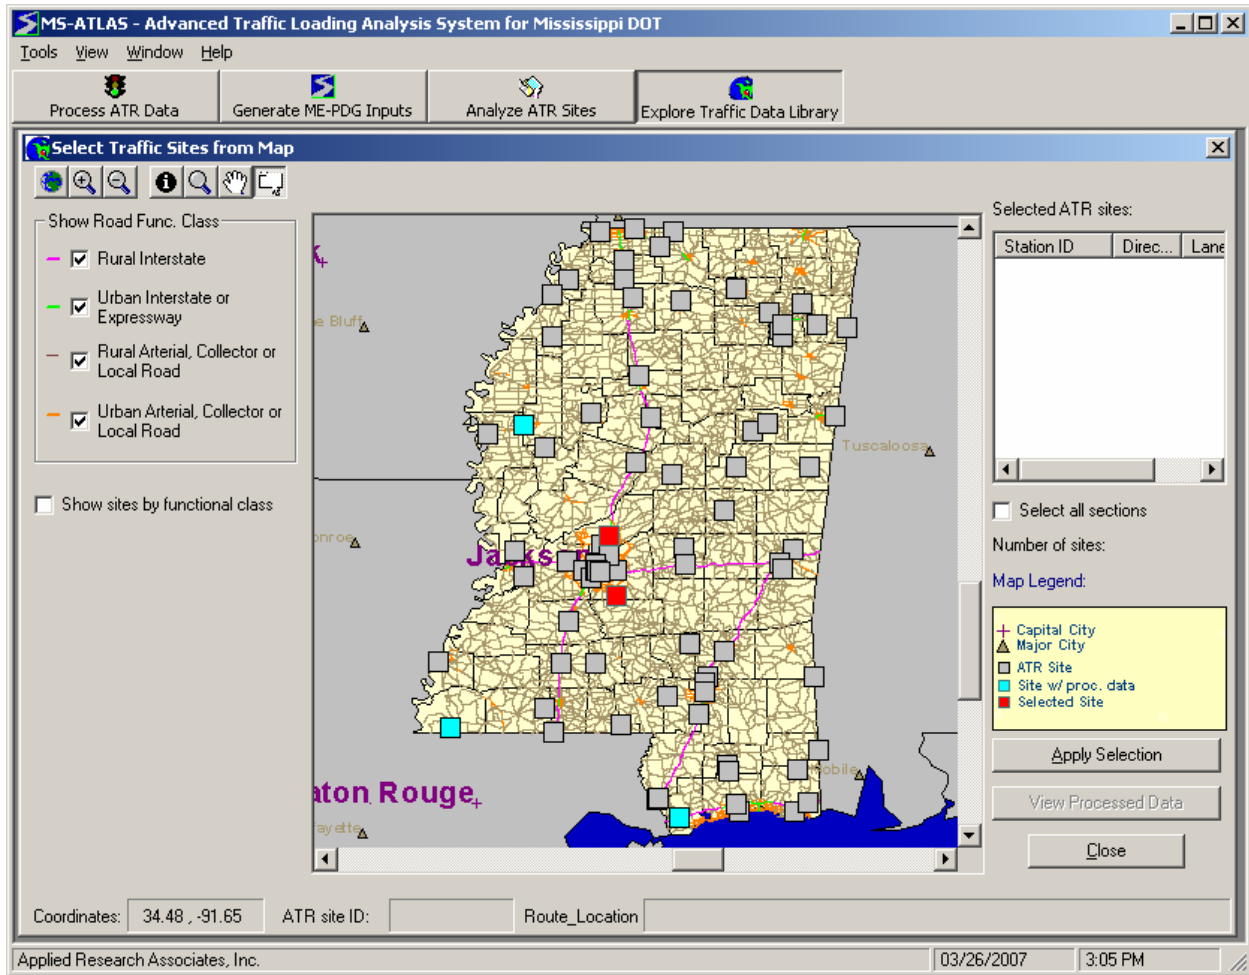 MS-ATLAS - Advanced Traffic Loading Analysis System for Mississippi DOT
Tools View Window Help
Process ATR Data
Generate ME-PDG Inputs
Analyze ATR Sites
Explore Traffic Data Library
Select Traffic Sites from Map
Show Road Func. Class
Rural Interstate
Urban Interstate or
Expressway
Rural Arterial, Collector or
Local Road
Urban Arterial, Collector or
Local Road
Show sites by functional class
k
e Bluff
Tuscaloosa
onroe
Jackson
aton Rouge
ayette
Mobile
Selected ATR sites:
Station ID Direc... Lane
Select all sections
Number of sites:
Map Legend:
Capital City
Major City
ATR Site
Site w/ proc. data
Selected Site
Apply Selection
View Processed Data
Close
Coordinates: 34.48 , -91.65 ATR site ID: Route_Location
Applied Research Associates, Inc. 03/26/2007 3:05 PM